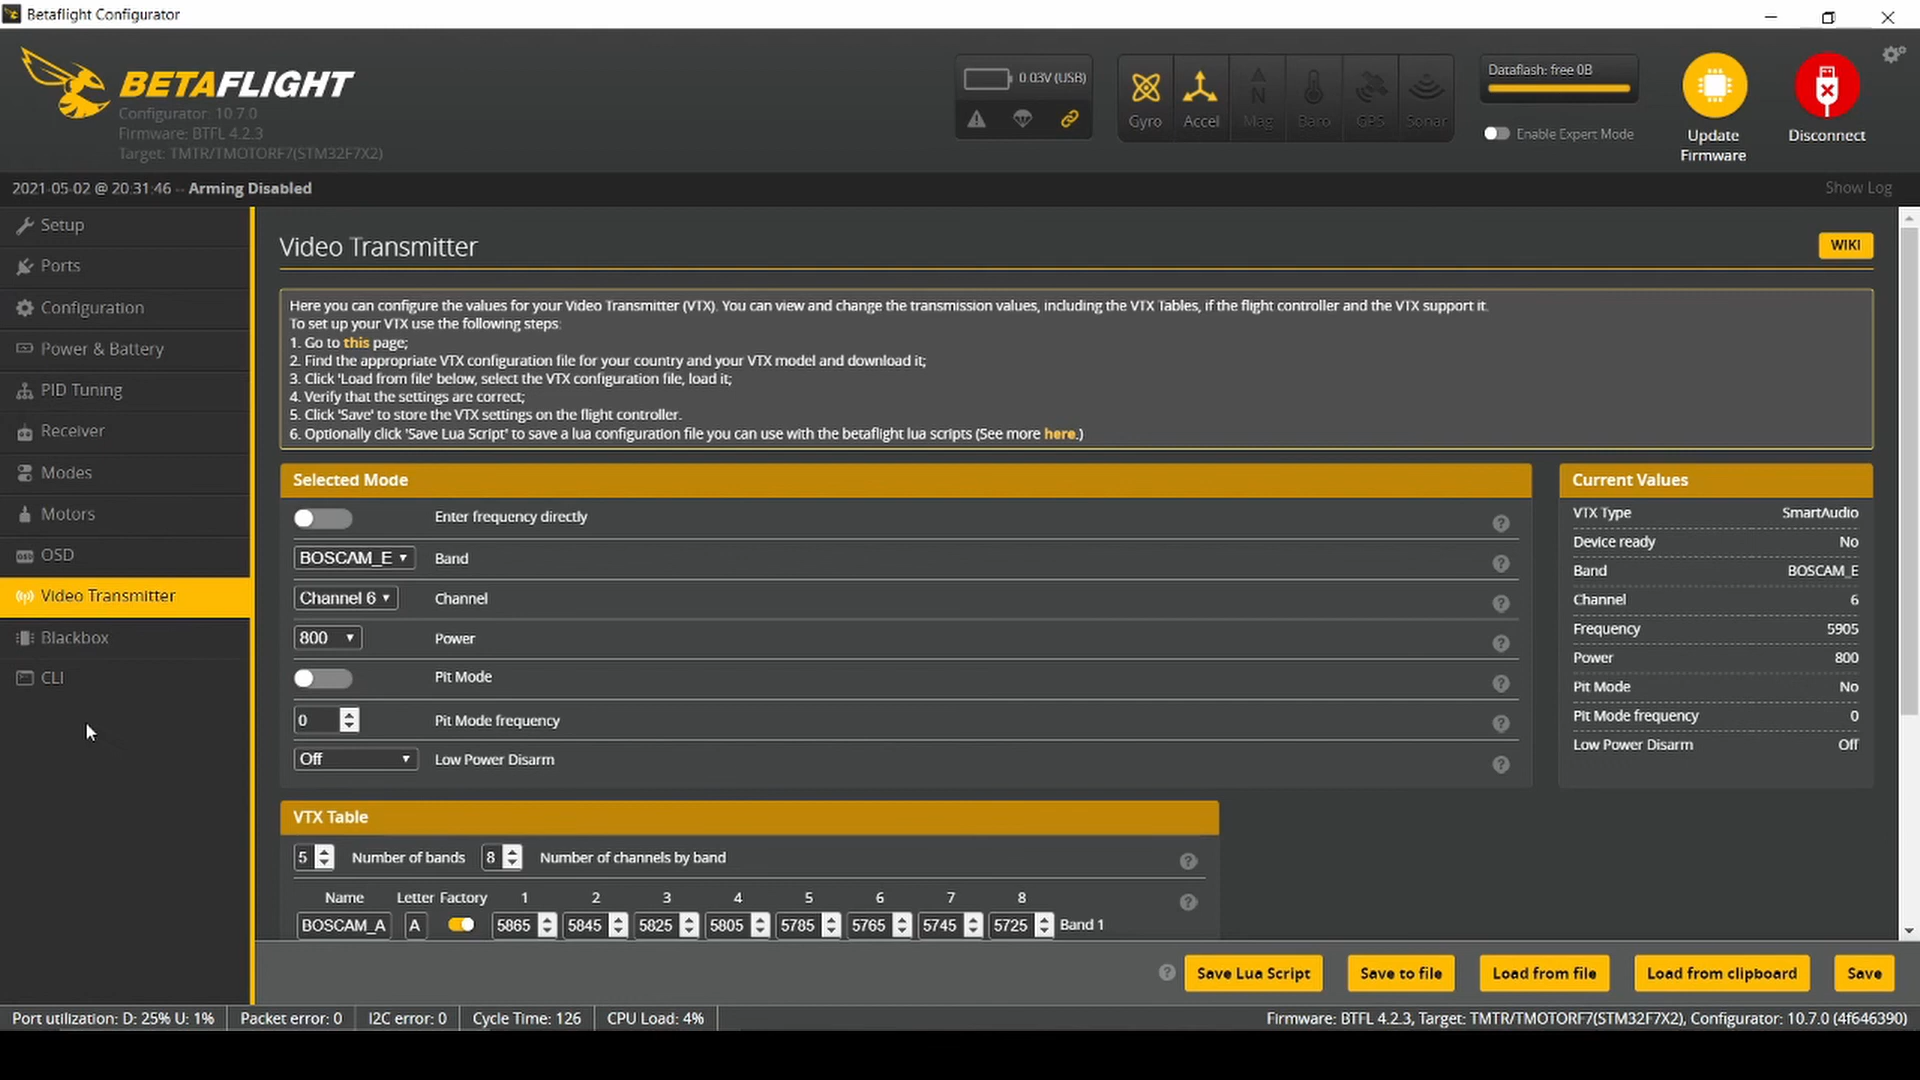 Betaflight Configurator
BETAFLIGHT
Configurator: 10.7.0
Firmware: BTFL 4.2.3
Target: TMTR/TMOTORF7(STM32F7X2)
0.03V (USB)
Gyro
Accel
Mag
Baro
GPS
Sonar
Dataflash: free 0B
Enable Expert Mode
Update
Firmware
Disconnect
2021-05-02 @ 20:31:46 -- Arming Disabled
Show Log
Setup
Ports
Configuration
Power & Battery
PID Tuning
Receiver
Modes
Motors
OSD
Video Transmitter
Blackbox
CLI
Video Transmitter
WIKI
Here you can configure the values for your Video Transmitter (VTX). You can view and change the transmission values, including the VTX Tables, if the flight controller and the VTX support it.
To set up your VTX use the following steps:
1. Go to this page;
2. Find the appropriate VTX configuration file for your country and your VTX model and download it;
3. Click 'Load from file' below, select the VTX configuration file, load it;
4. Verify that the settings are correct;
5. Click 'Save' to store the VTX settings on the flight controller.
6. Optionally click 'Save Lua Script' to save a lua configuration file you can use with the betaflight lua scripts (See more here.)
Selected Mode
Enter frequency directly ?
BOSCAM_E Band ?
Channel 6 Channel ?
800 Power ?
Pit Mode ?
0 Pit Mode frequency ?
Off Low Power Disarm ?
Current Values
VTX Type SmartAudio
Device ready No
Band BOSCAM_E
Channel 6
Frequency 5905
Power 800
Pit Mode No
Pit Mode frequency 0
Low Power Disarm Off
VTX Table
5 Number of bands 8 Number of channels by band ?
Name Letter Factory 1 2 3 4 5 6 7 8 ?
BOSCAM_A A 5865 5845 5825 5805 5785 5765 5745 5725 Band 1
? Save Lua Script Save to file Load from file Load from clipboard Save
Port utilization: D: 25% U: 1% Packet error: 0 I2C error: 0 Cycle Time: 126 CPU Load: 4% Firmware: BTFL 4.2.3, Target: TMTR/TMOTORF7(STM32F7X2), Configurator: 10.7.0 (4f646390)